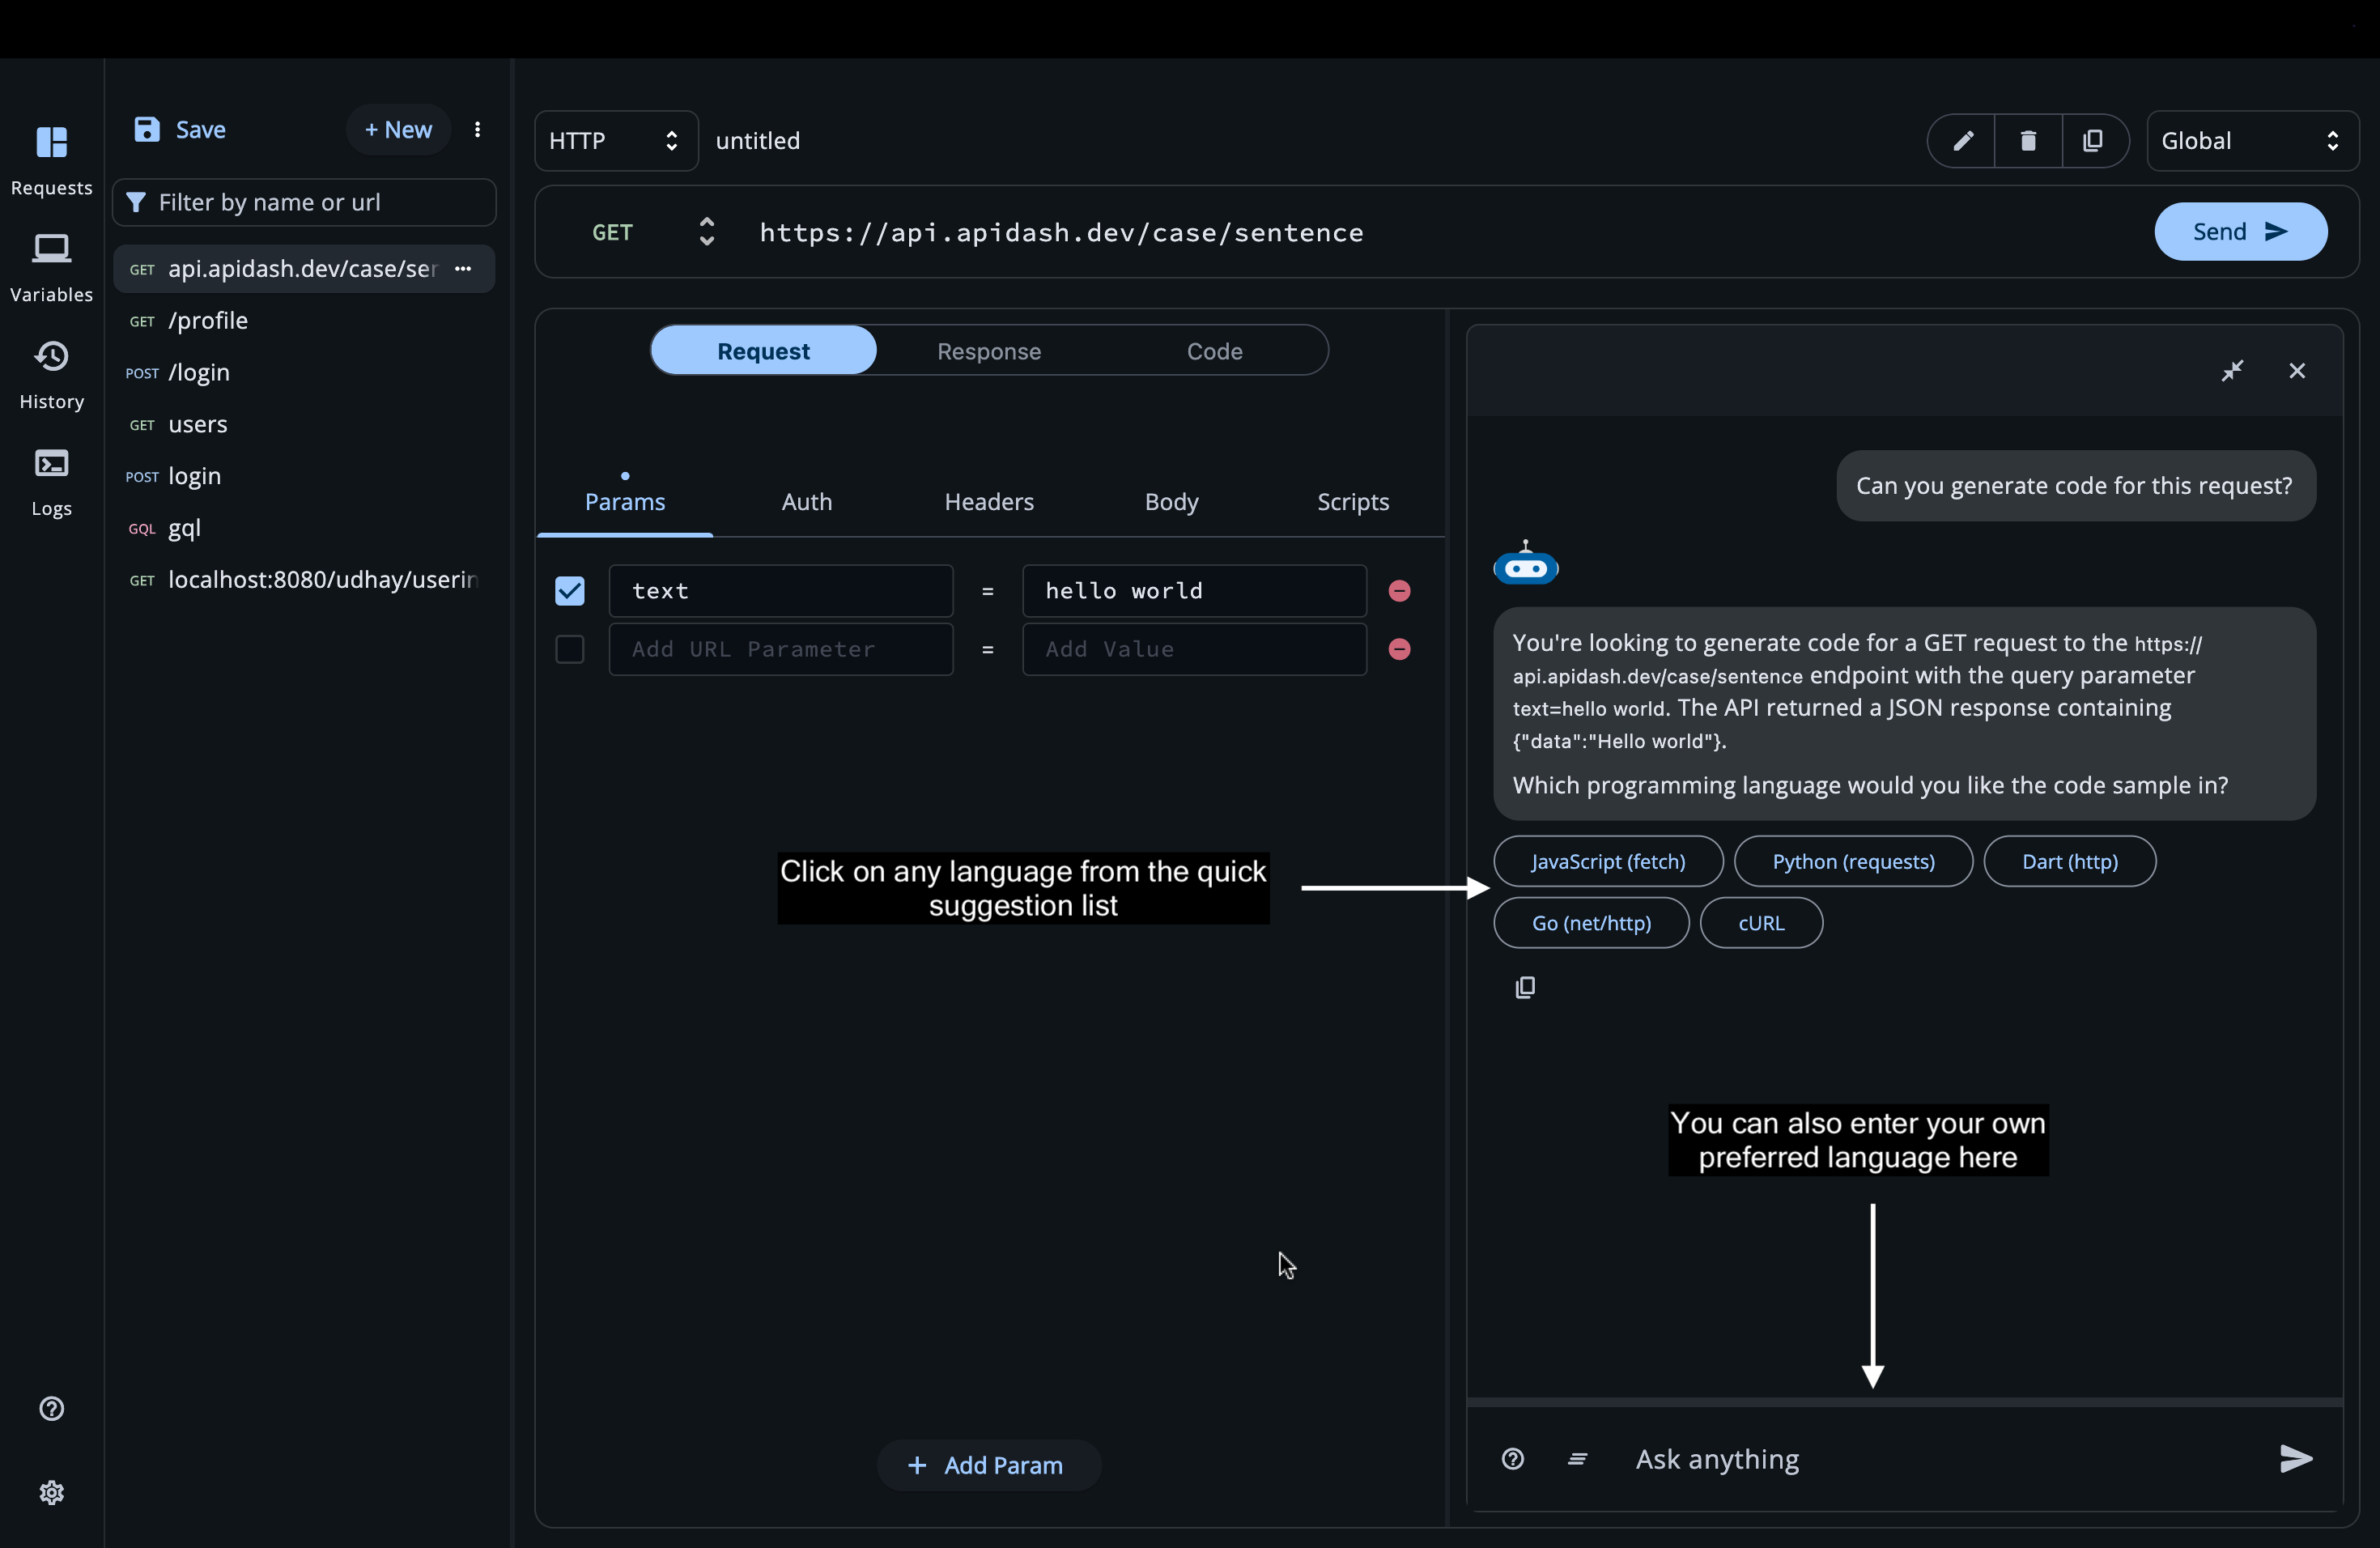 Requests
Variables
History
Logs
Save
+ New
Filter by name or url
GET api.apidash.dev/case/ser
GET /profile
POST /login
GET users
POST login
GQL gql
GET localhost:8080/udhay/userin
HTTP
untitled
Global
GET
https://api.apidash.dev/case/sentence
Send
Request
Response
Code
Params
Auth
Headers
Body
Scripts
text = hello world
Add URL Parameter = Add Value
Click on any language from the quick
suggestion list
+ Add Param
Can you generate code for this request?
You're looking to generate code for a GET request to the https://
api.apidash.dev/case/sentence endpoint with the query parameter
text=hello world. The API returned a JSON response containing
{"data":"Hello world"}.
Which programming language would you like the code sample in?
JavaScript (fetch)
Python (requests)
Dart (http)
Go (net/http)
cURL
You can also enter your own
preferred language here
Ask anything